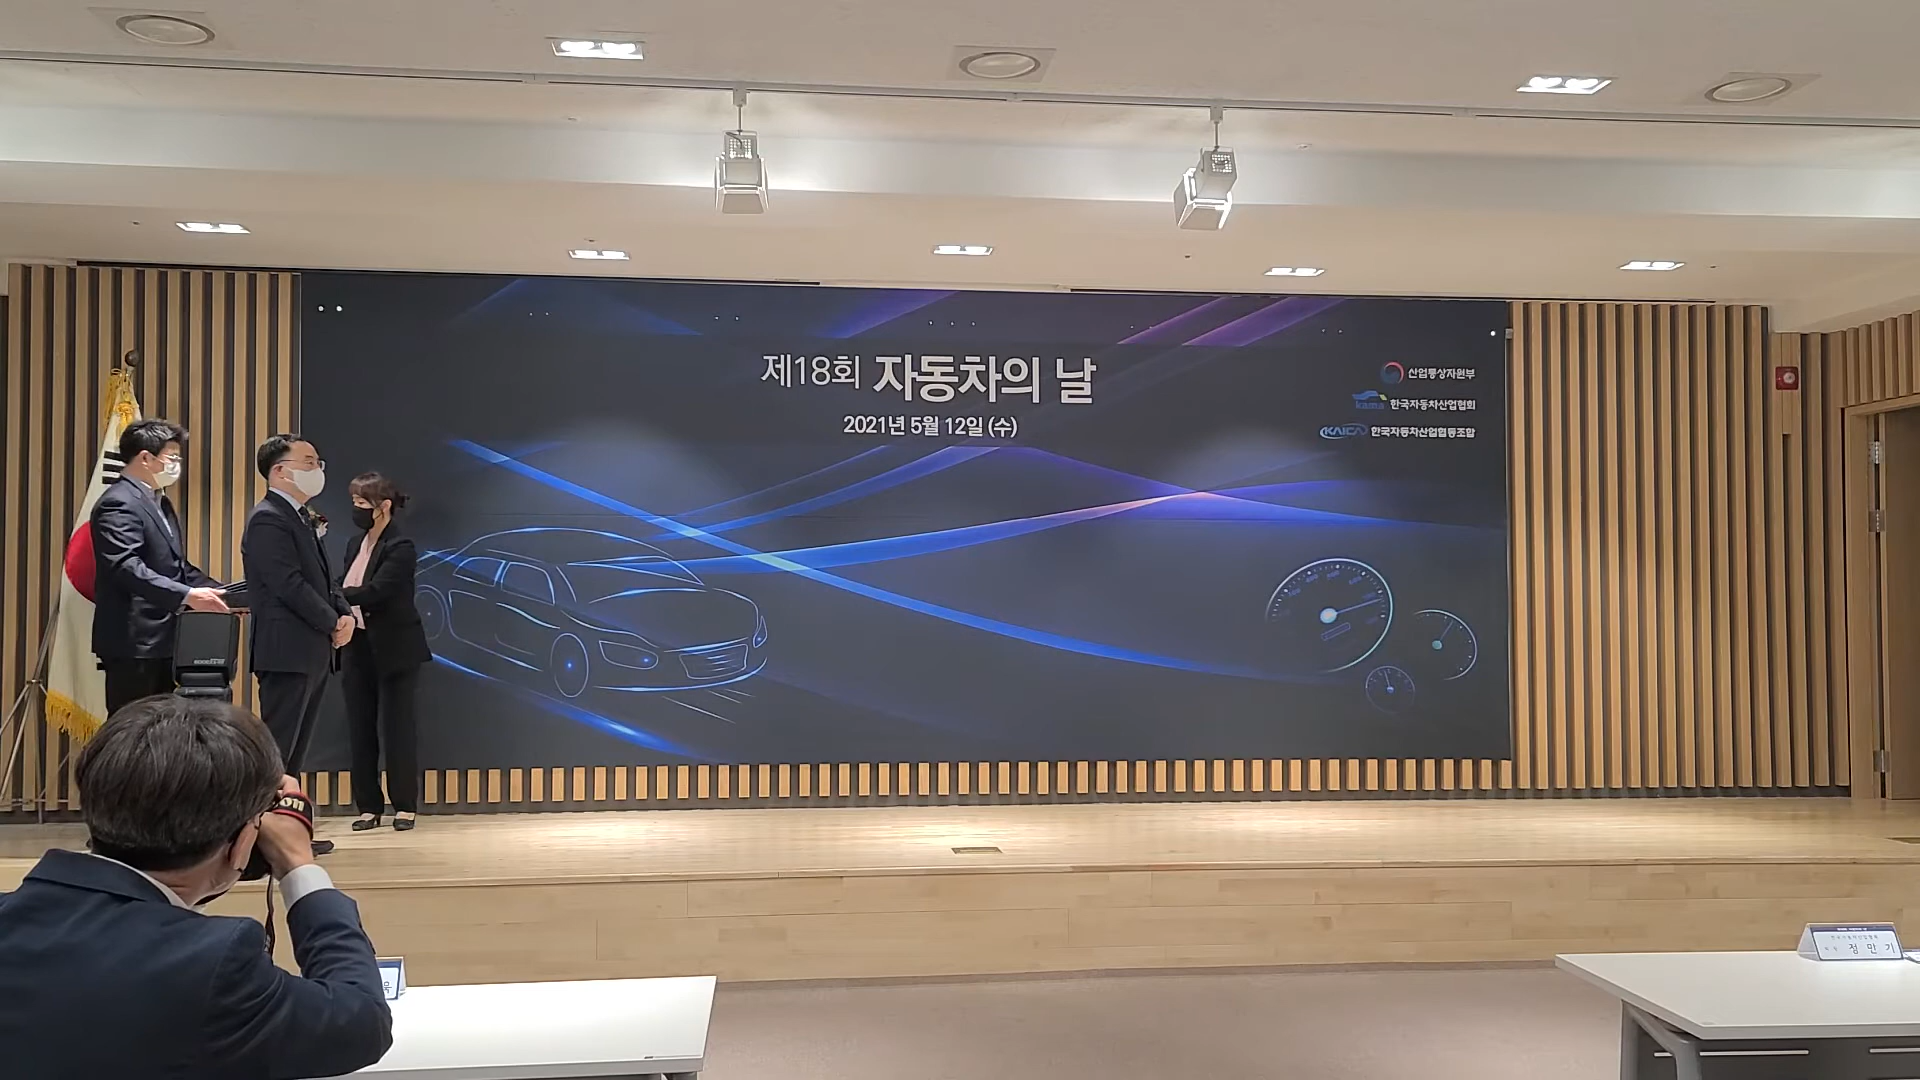 제18회 자동차의 날
2021년 5월 12일 (수)
산업통상자원부
kama 한국자동차산업협회
KAICA 한국자동차산업협동조합
정만기